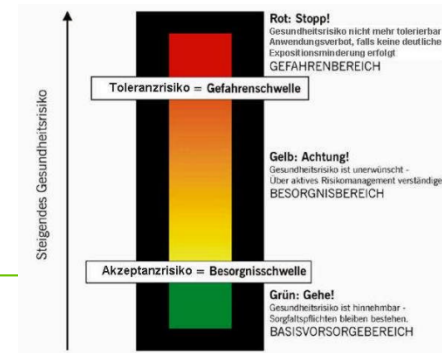 Steigendes Gesundheitsrisiko
Rot: Stopp!
Gesundheitsrisiko nicht mehr tolerierbar
Anwendungsverbot, falls keine deutliche
Expositionsminderung erfolgt
GEFAHRENBEREICH
Toleranzrisiko = Gefahrenschwelle
Gelb: Achtung!
Gesundheitsrisiko ist unerwünscht -
Über aktives Risikomanagement verständige
BESORGNISBEREICH
Akzeptanzrisiko = Besorgnisschwelle
Grün: Gehe!
Gesundheitsrisiko ist hinnehmbar -
Sorgfaltspflichten bleiben bestehen.
BASISVORSORGEBEREICH